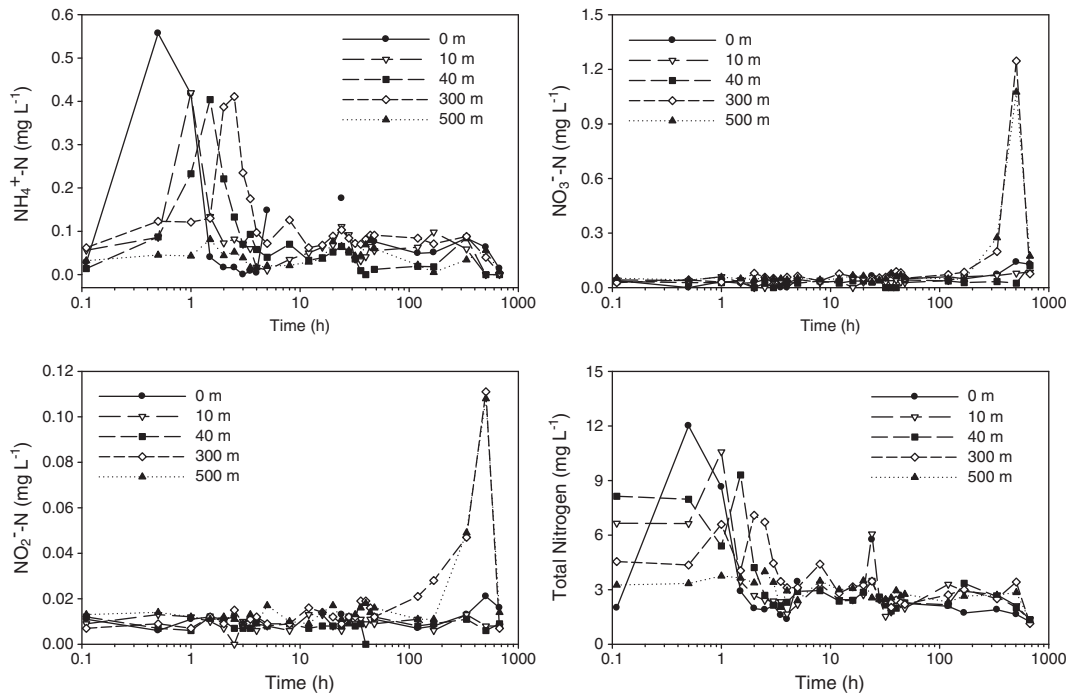 NH₄⁺-N (mg L⁻¹)
0.6
0.5
0.4
0.3
0.2
0.1
0.0
0 m
10 m
40 m
300 m
500 m
0.1 1 10 100 1000
Time (h)
NO₃⁻-N (mg L⁻¹)
1.5
1.2
0.9
0.6
0.3
0.0
0 m
10 m
40 m
300 m
500 m
0.1 1 10 100 1000
Time (h)
NO₂⁻-N (mg L⁻¹)
0.12
0.10
0.08
0.06
0.04
0.02
0.00
0 m
10 m
40 m
300 m
500 m
0.1 1 10 100 1000
Time (h)
Total Nitrogen (mg L⁻¹)
15
12
9
6
3
0
0 m
10 m
40 m
300 m
500 m
0.1 1 10 100 1000
Time (h)